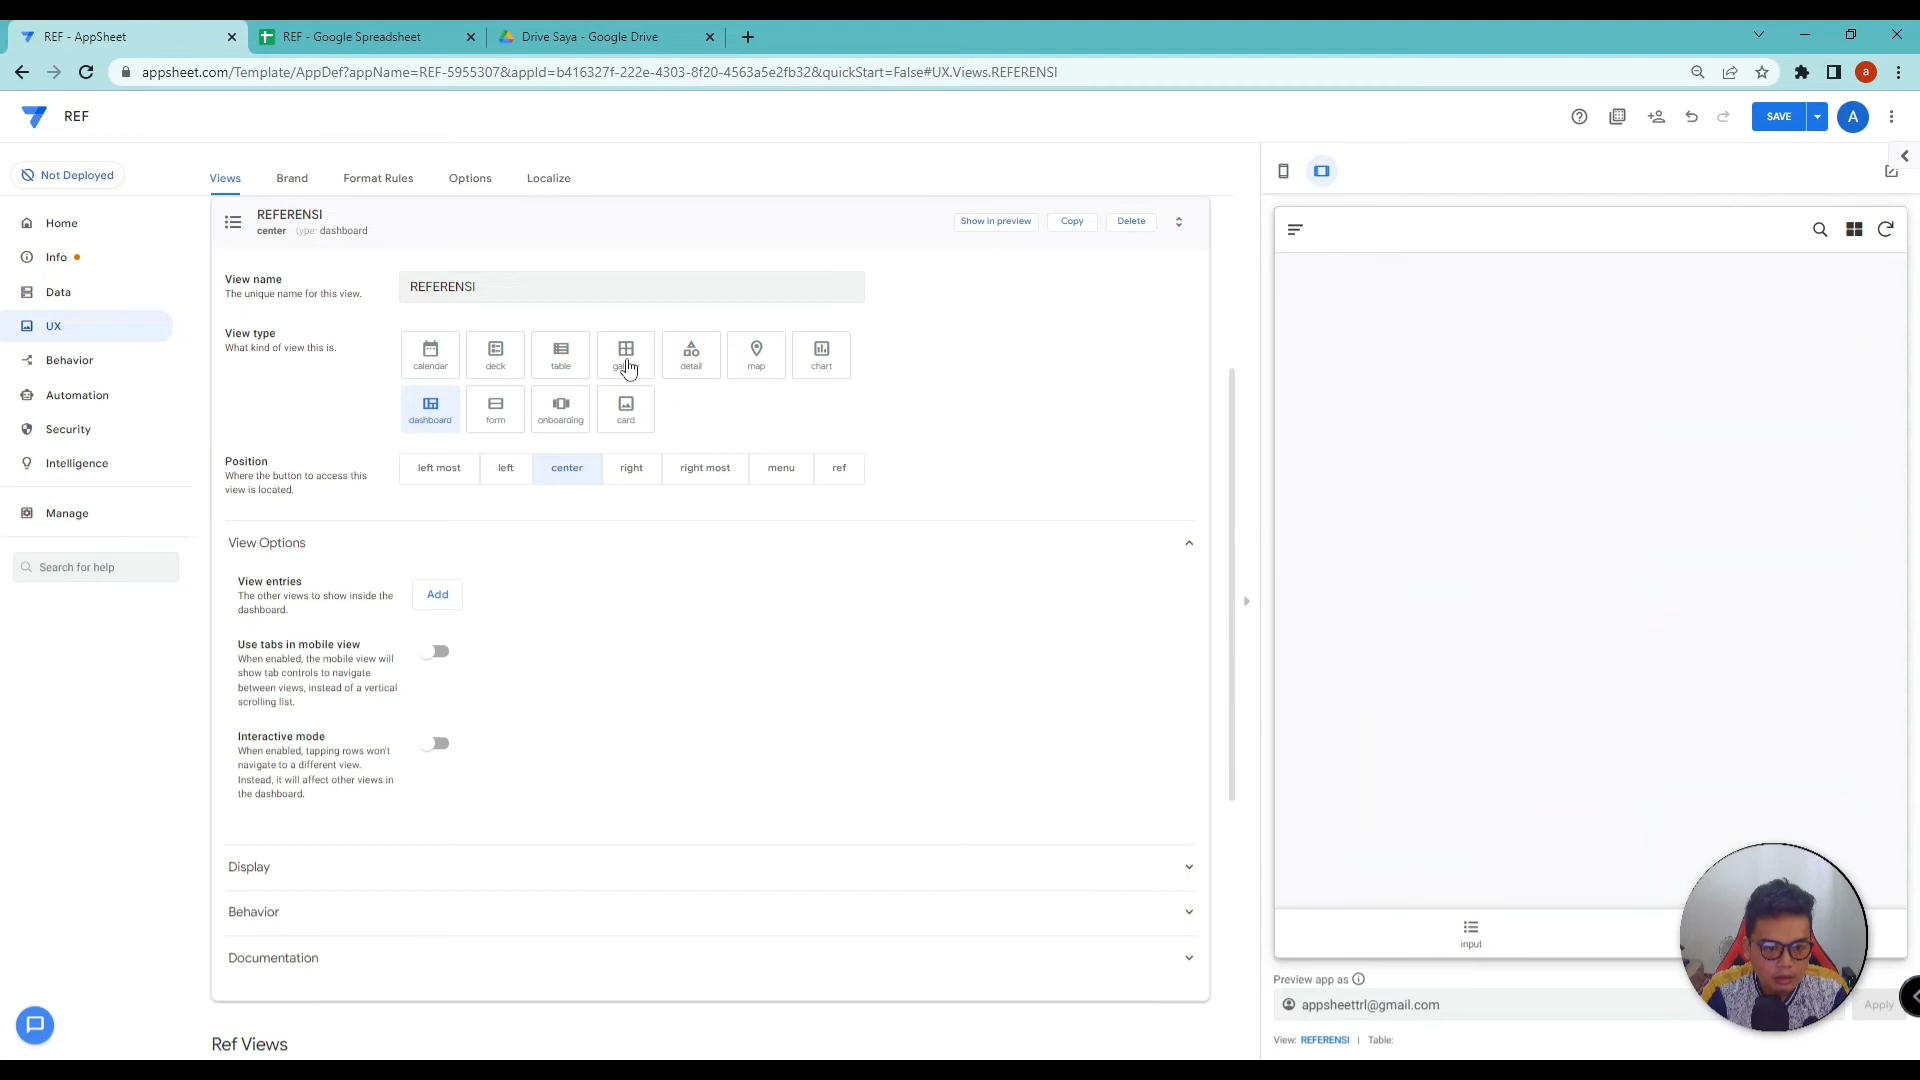 REF - AppSheet
REF - Google Spreadsheet
Drive Saya - Google Drive
appsheet.com/Template/AppDef?appName=REF-5955307&appId=b416327f-222e-4303-8f20-4563a5e2fb32&quickStart=False#UX.Views.REFERENSI
a
REF
SAVE
A
Not Deployed
Views
Brand
Format Rules
Options
Localize
Home
Info
Data
UX
Behavior
Automation
Security
Intelligence
Manage
Search for help
REFERENSI
center type: dashboard
Show in preview
Copy
Delete
View name
The unique name for this view.
REFERENSI
View type
What kind of view this is.
calendar
deck
table
detail
map
chart
dashboard
form
onboarding
card
Position
Where the button to access this
view is located.
left most
left
center
right
right most
menu
ref
View Options
View entries
The other views to show inside the
dashboard.
Add
Use tabs in mobile view
When enabled, the mobile view will
show tab controls to navigate
between views, instead of a vertical
scrolling list.
Interactive mode
When enabled, tapping rows won't
navigate to a different view.
Instead, it will affect other views in
the dashboard.
Display
Behavior
Documentation
Ref Views
input
Preview app as
appsheettrl@gmail.com
Apply
View: REFERENSI | Table: